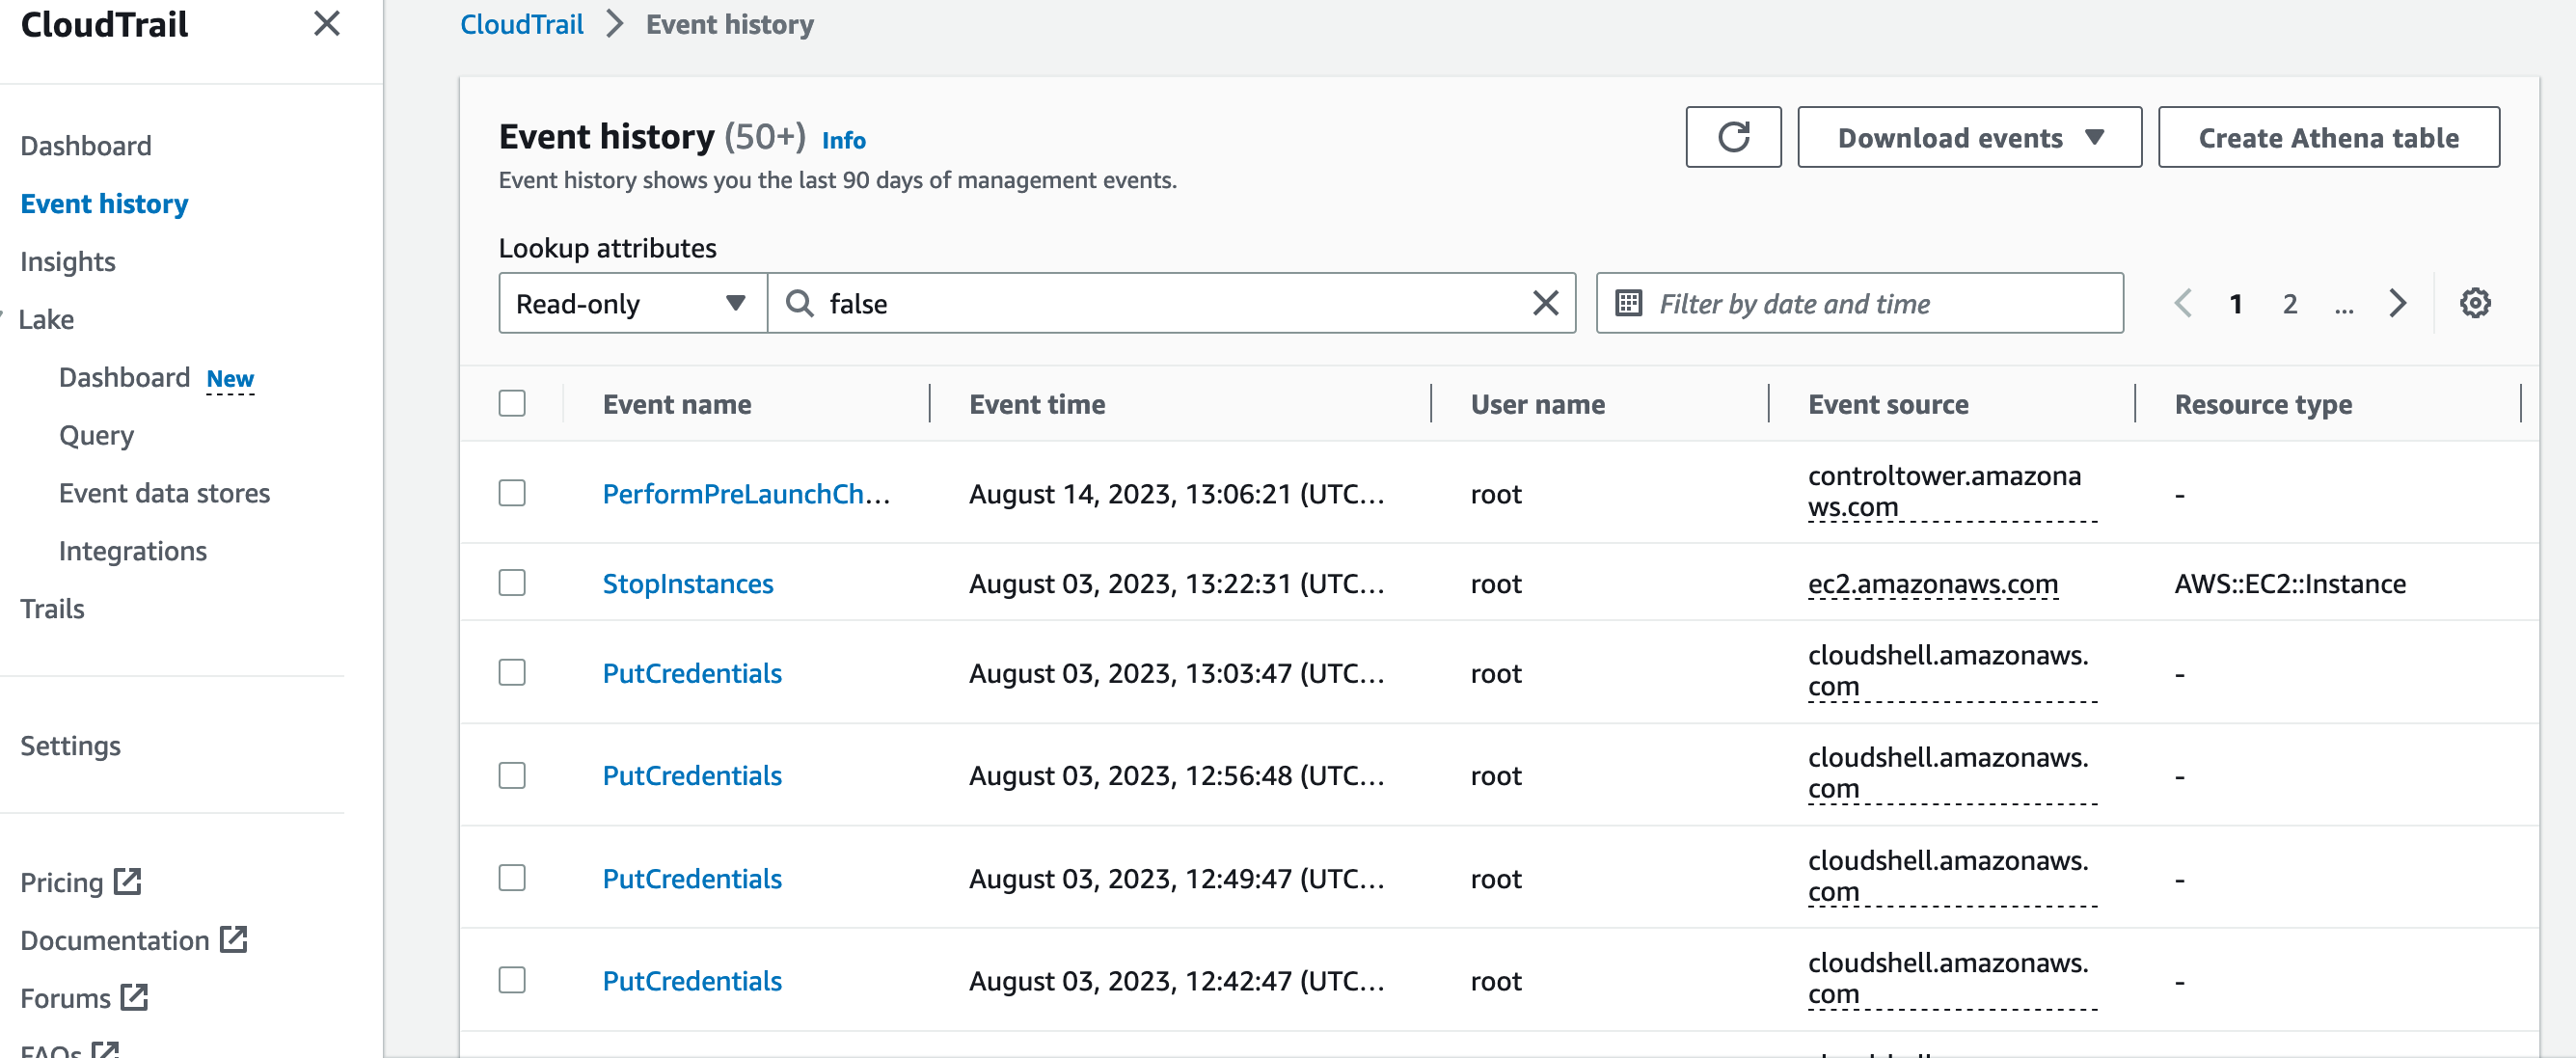 CloudTrail
Dashboard
Event history
Insights
Lake
Dashboard New
Query
Event data stores
Integrations
Trails
Settings
Pricing
Documentation
Forums
FAQs
CloudTrail > Event history
Event history (50+) Info
Event history shows you the last 90 days of management events.
Download events
Create Athena table
Lookup attributes
Read-only
false
Filter by date and time
1 2 ...
Event name Event time User name Event source Resource type
PerformPreLaunchCh... August 14, 2023, 13:06:21 (UTC... root controltower.amazona
ws.com -
StopInstances August 03, 2023, 13:22:31 (UTC... root ec2.amazonaws.com AWS::EC2::Instance
PutCredentials August 03, 2023, 13:03:47 (UTC... root cloudshell.amazonaws.
com -
PutCredentials August 03, 2023, 12:56:48 (UTC... root cloudshell.amazonaws.
com -
PutCredentials August 03, 2023, 12:49:47 (UTC... root cloudshell.amazonaws.
com -
PutCredentials August 03, 2023, 12:42:47 (UTC... root cloudshell.amazonaws.
com -